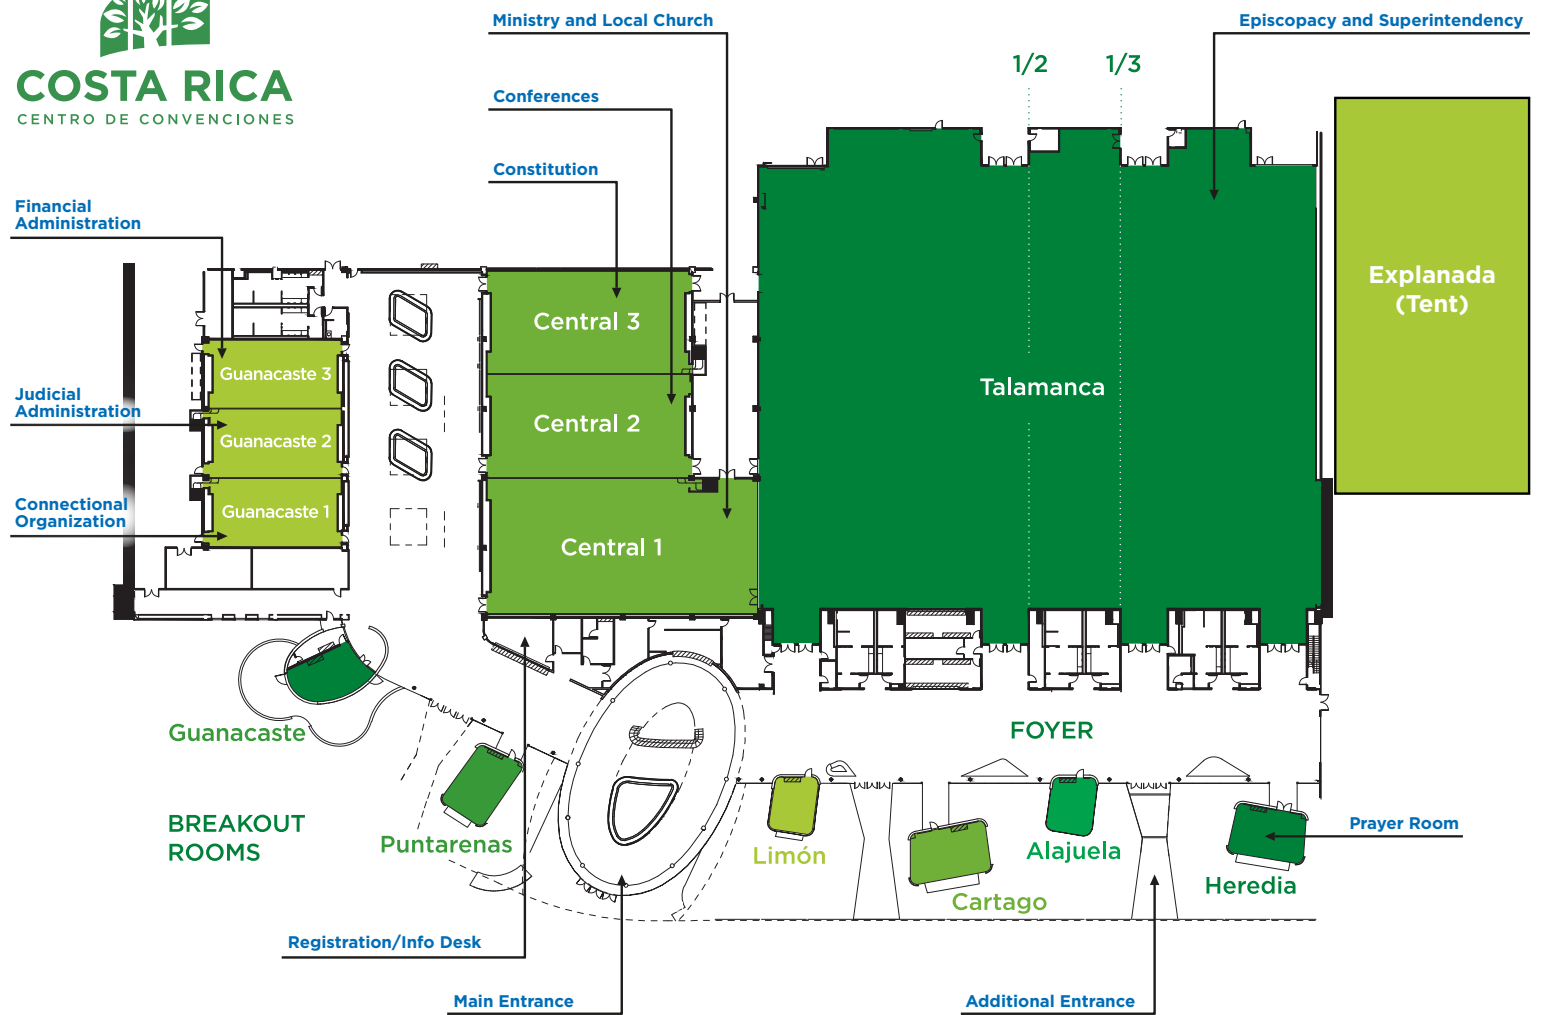 COSTA RICA
CENTRO DE CONVENCIONES
Ministry and Local Church
Episcopacy and Superintendency
1/2
1/3
Conferences
Constitution
Financial
Administration
Explanada
(Tent)
Central 3
Guanacaste 3
Talamanca
Judicial
Administration
Central 2
Guanacaste 2
Connectional
Organization
Guanacaste 1
Central 1
Guanacaste
FOYER
BREAKOUT
ROOMS
Puntarenas
Limón
Alajuela
Prayer Room
Heredia
Cartago
Registration/Info Desk
Main Entrance
Additional Entrance